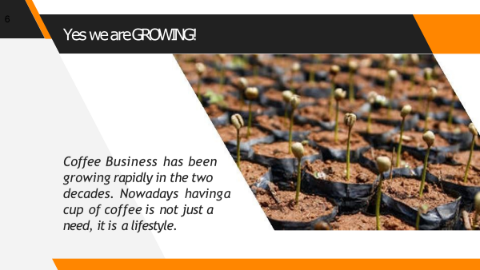 6
Yes we are GROWING!
Coffee Business has been
growing rapidly in the two
decades. Nowadays havinga
cup of coffee is not just a
need, it is a lifestyle.